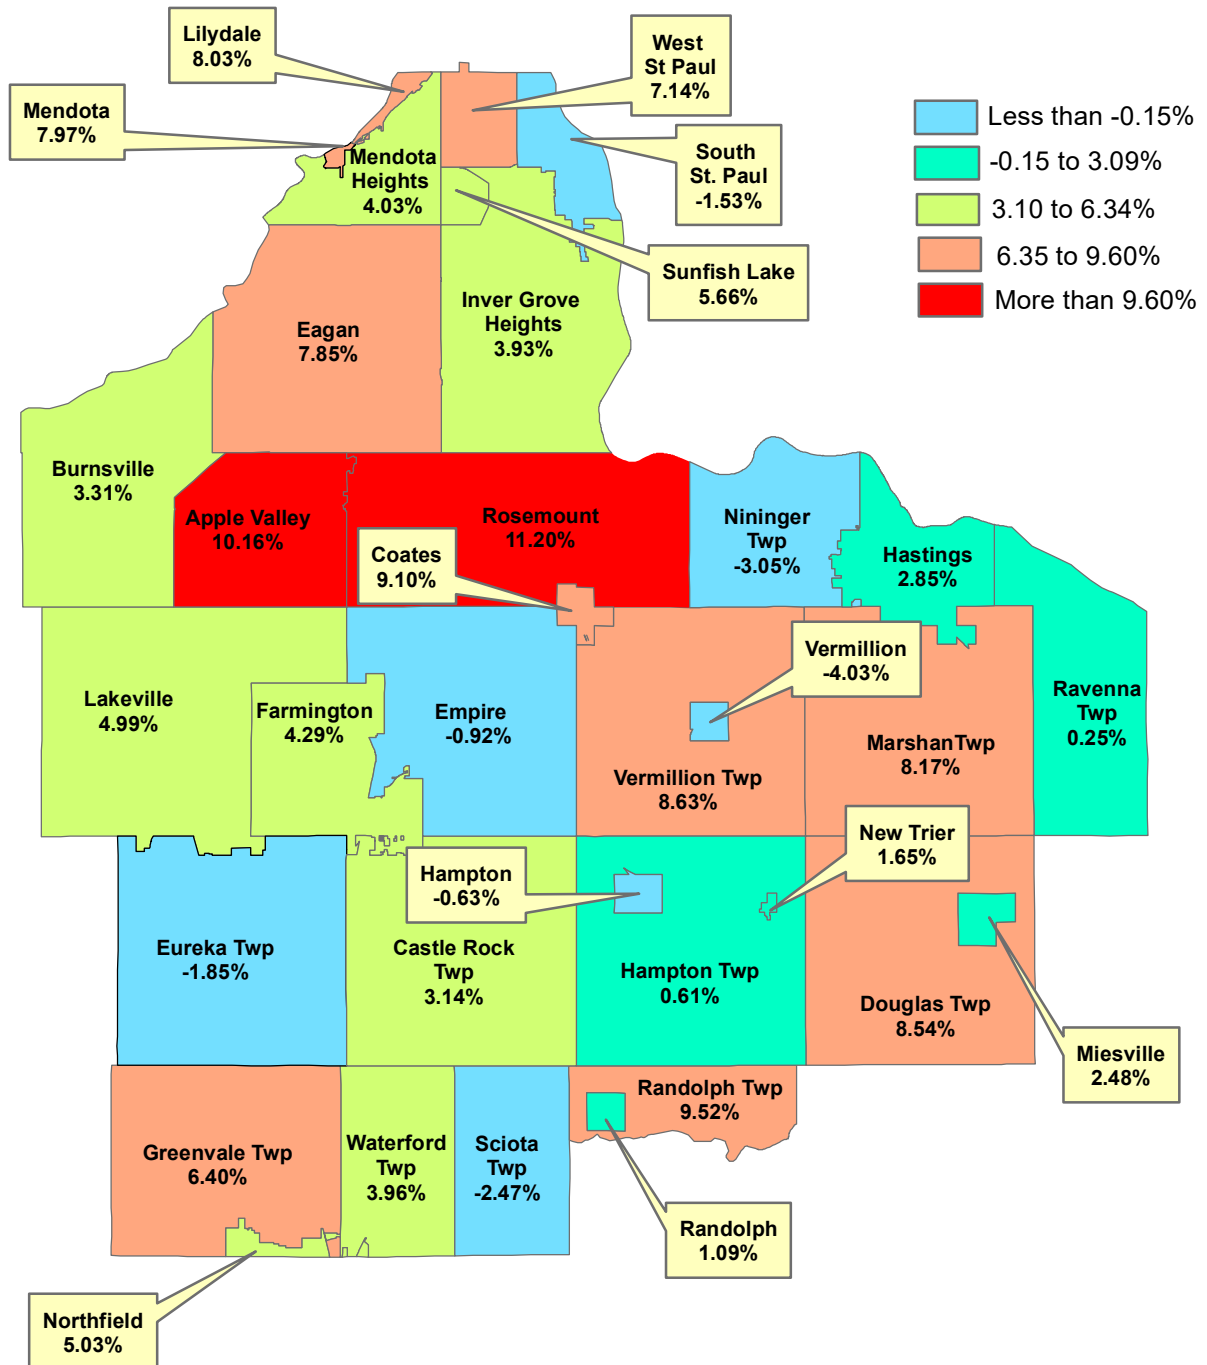 Lilydale
8.03%
West
St Paul
7.14%
Mendota
7.97%
South
St. Paul
-1.53%
Mendota
Heights
4.03%
Sunfish Lake
5.66%
Less than -0.15%
-0.15 to 3.09%
3.10 to 6.34%
6.35 to 9.60%
More than 9.60%
Eagan
7.85%
Inver Grove
Heights
3.93%
Burnsville
3.31%
Apple Valley
10.16%
Rosemount
11.20%
Coates
9.10%
Nininger
Twp
-3.05%
Hastings
2.85%
Lakeville
4.99%
Farmington
4.29%
Empire
-0.92%
Vermillion
-4.03%
Vermillion Twp
8.63%
MarshanTwp
8.17%
Ravenna
Twp
0.25%
New Trier
1.65%
Hampton
-0.63%
Eureka Twp
-1.85%
Castle Rock
Twp
3.14%
Hampton Twp
0.61%
Douglas Twp
8.54%
Miesville
2.48%
Greenvale Twp
6.40%
Waterford
Twp
3.96%
Sciota
Twp
-2.47%
Randolph Twp
9.52%
Randolph
1.09%
Northfield
5.03%